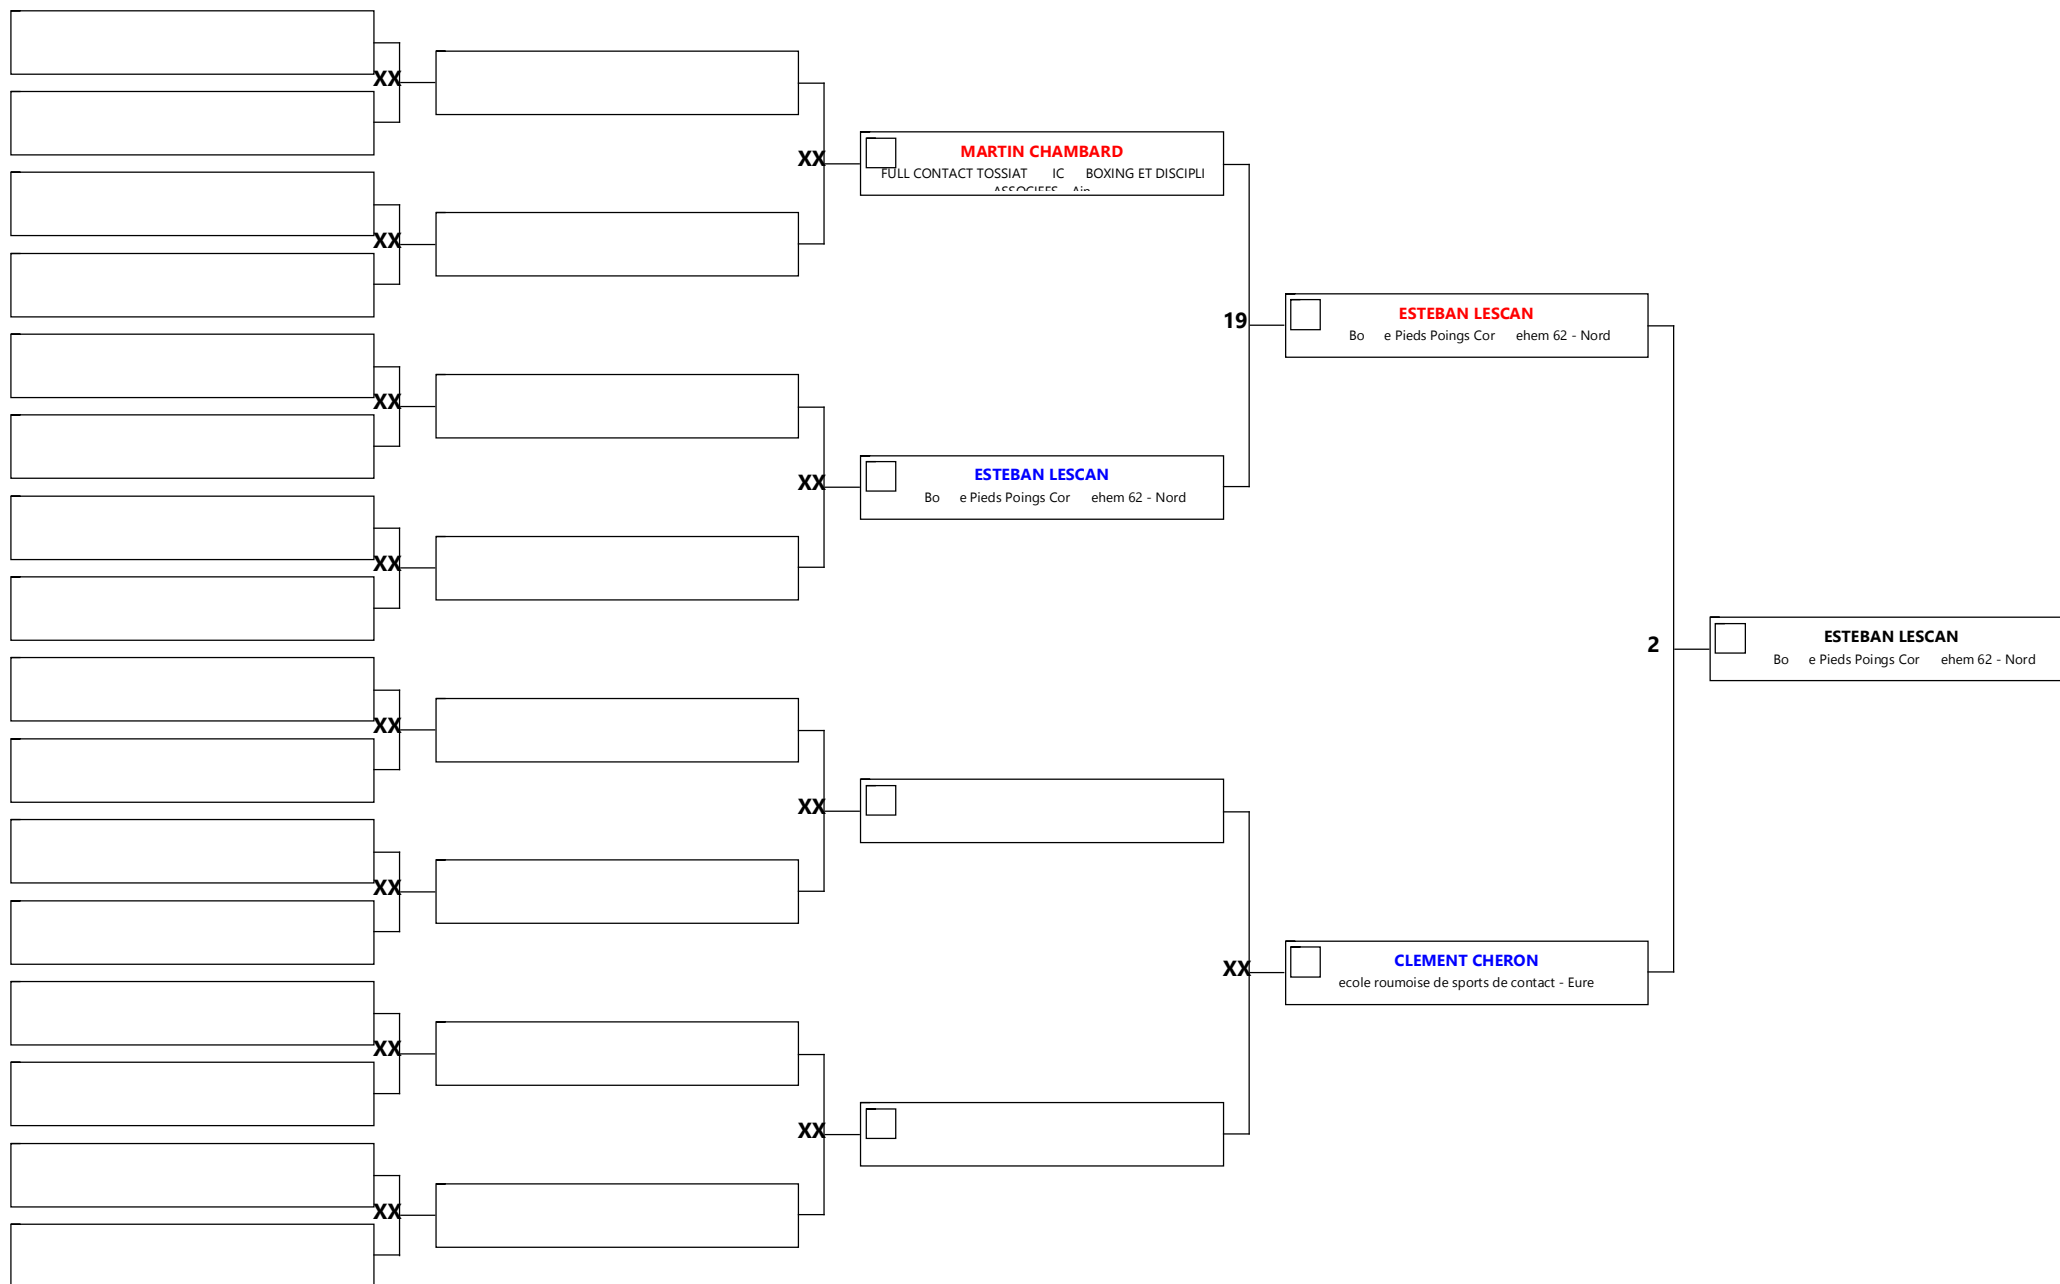 XX
XX
MARTIN CHAMBARD
FULL CONTACT TOSSIAT IC BOXING ET DISCIPLI
ASSOCIEES - Ain
XX
19
ESTEBAN LESCAN
Bo e Pieds Poings Cor ehem 62 - Nord
XX
XX
ESTEBAN LESCAN
Bo e Pieds Poings Cor ehem 62 - Nord
XX
2
ESTEBAN LESCAN
Bo e Pieds Poings Cor ehem 62 - Nord
XX
XX
XX
XX
CLEMENT CHERON
ecole roumoise de sports de contact - Eure
XX
XX
XX